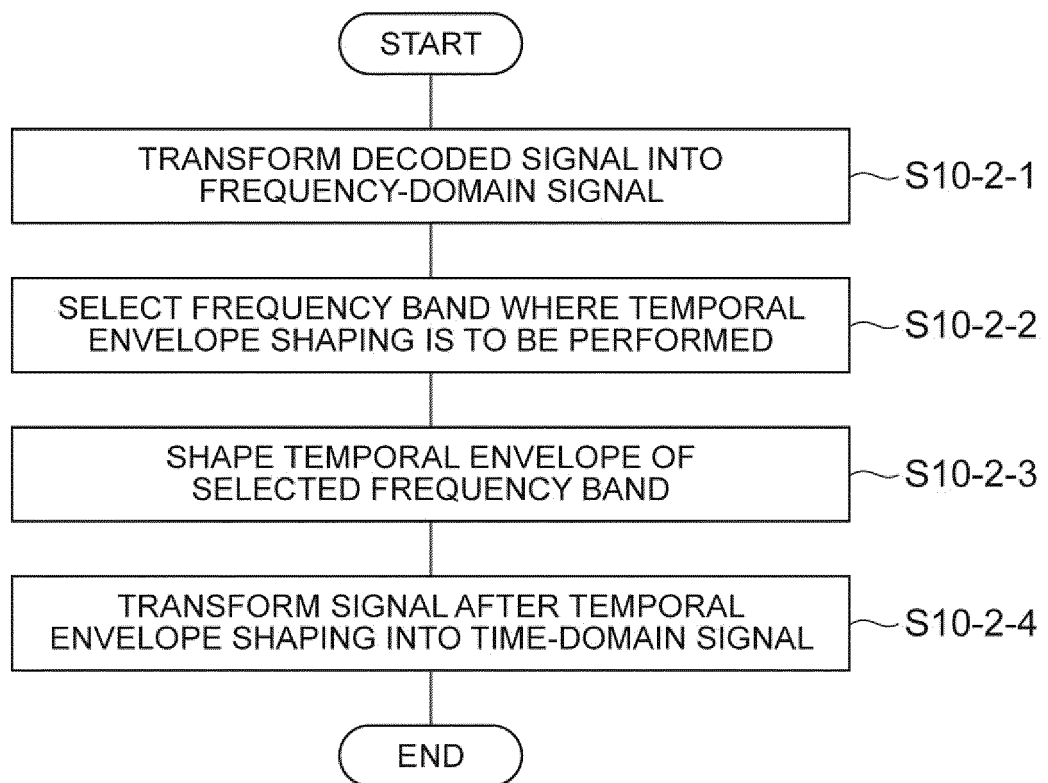 START
TRANSFORM DECODED SIGNAL INTO
FREQUENCY-DOMAIN SIGNAL
S10-2-1
SELECT FREQUENCY BAND WHERE TEMPORAL
ENVELOPE SHAPING IS TO BE PERFORMED
S10-2-2
SHAPE TEMPORAL ENVELOPE OF
SELECTED FREQUENCY BAND
S10-2-3
TRANSFORM SIGNAL AFTER TEMPORAL
ENVELOPE SHAPING INTO TIME-DOMAIN SIGNAL
S10-2-4
END